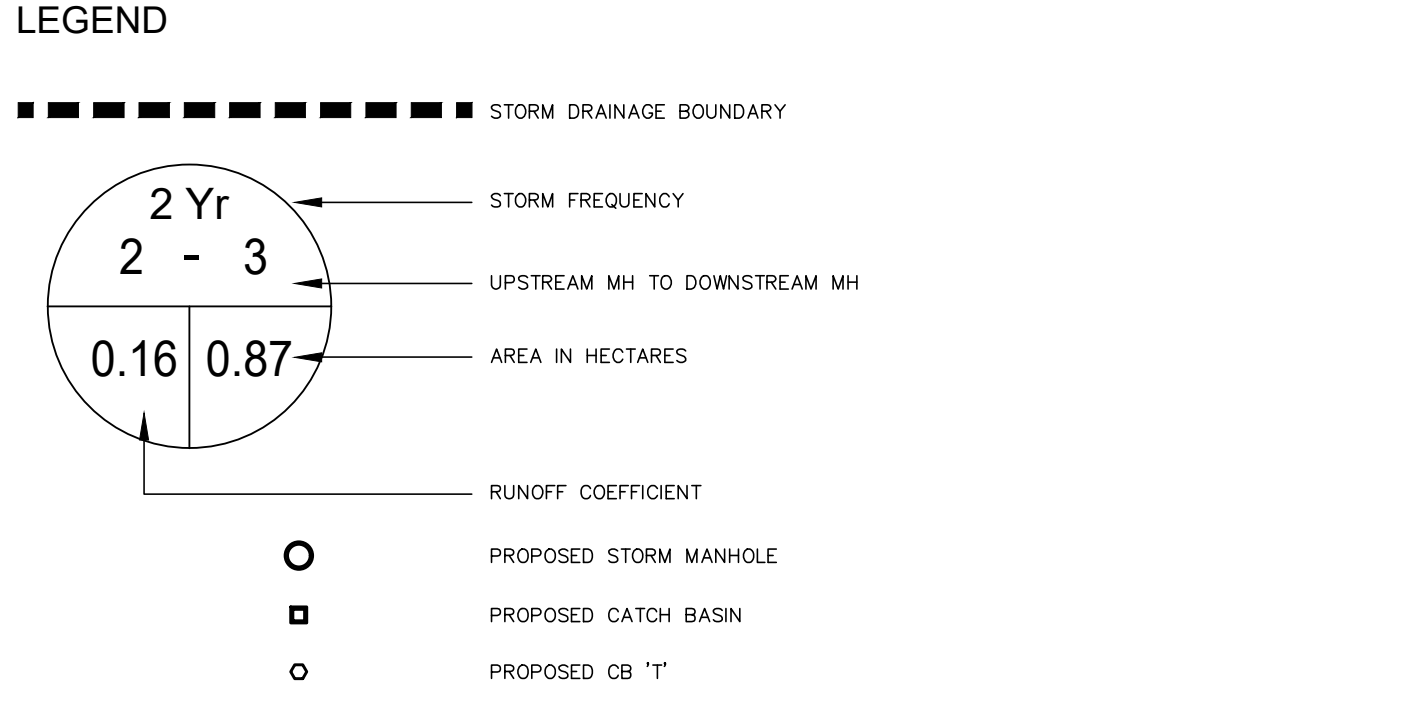 LEGEND
STORM DRAINAGE BOUNDARY
2 Yr
STORM FREQUENCY
2 - 3
UPSTREAM MH TO DOWNSTREAM MH
0.16 0.87
AREA IN HECTARES
RUNOFF COEFFICIENT
PROPOSED STORM MANHOLE
PROPOSED CATCH BASIN
PROPOSED CB 'T'